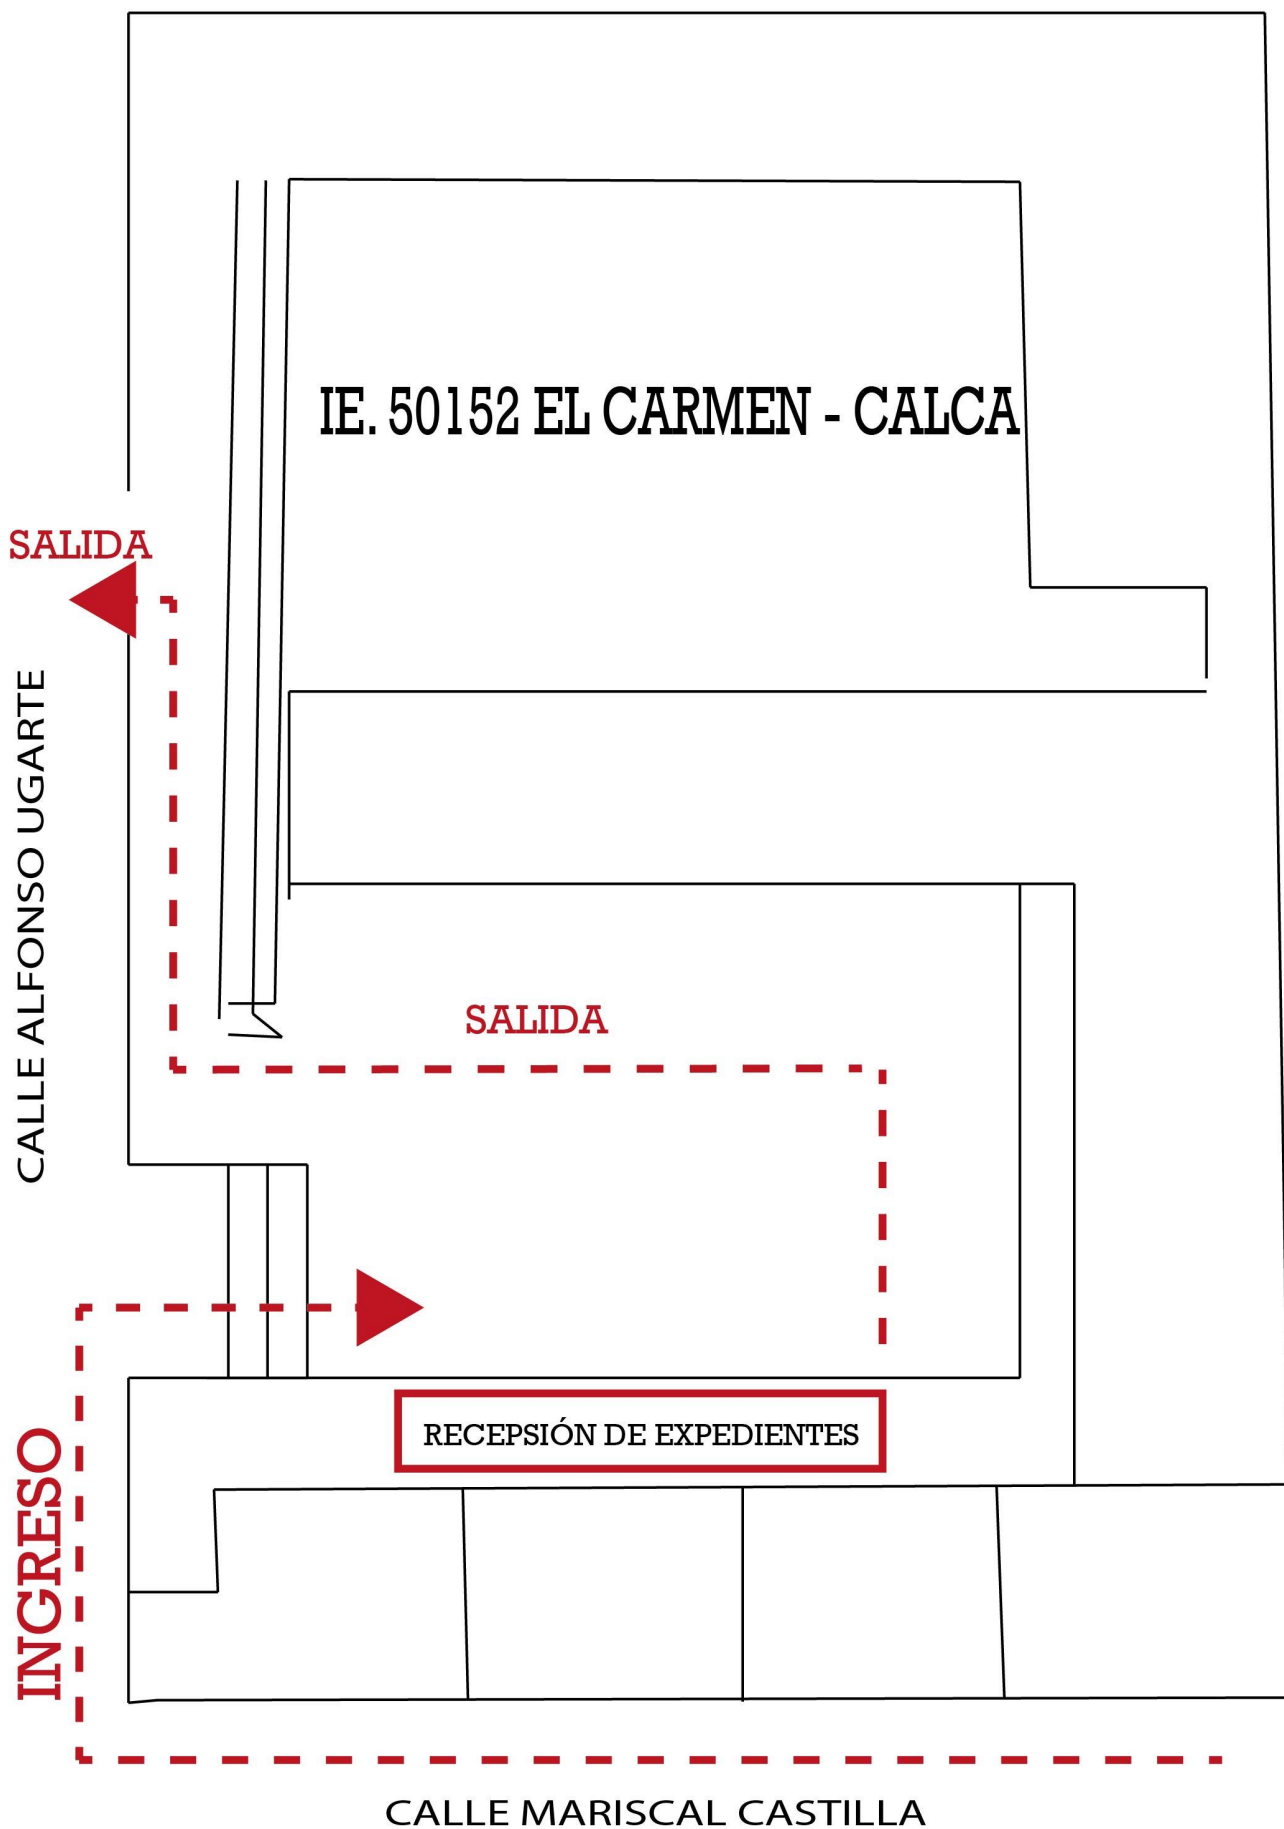 IE. 50152 EL CARMEN - CALCA
SALIDA
CALLE ALFONSO UGARTE
SALIDA
RECEPSIÓN DE EXPEDIENTES
INGRESO
CALLE MARISCAL CASTILLA